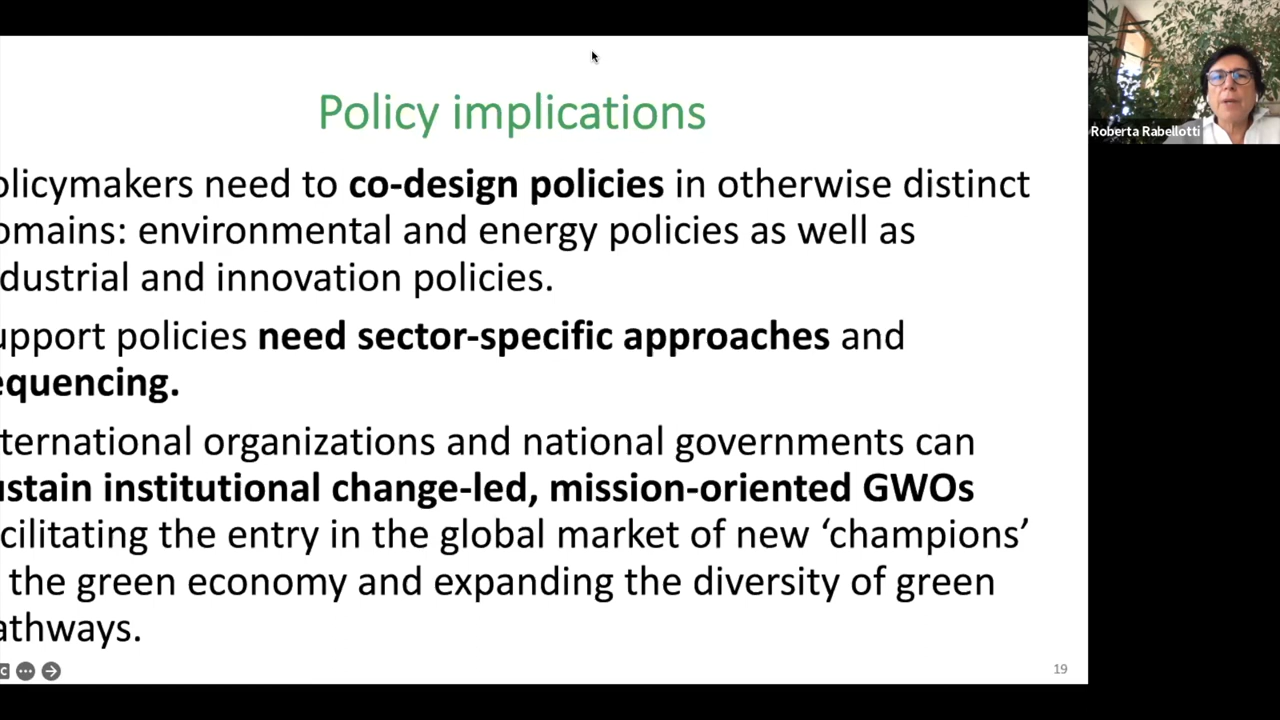 Policy implications
olicymakers need to co-design policies in otherwise distinct
omains: environmental and energy policies as well as
dustrial and innovation policies.
upport policies need sector-specific approaches and
equencing.
ternational organizations and national governments can
ustain institutional change-led, mission-oriented GWOs
cilitating the entry in the global market of new ‘champions’
the green economy and expanding the diversity of green
athways.
19
Roberta Rabellotti